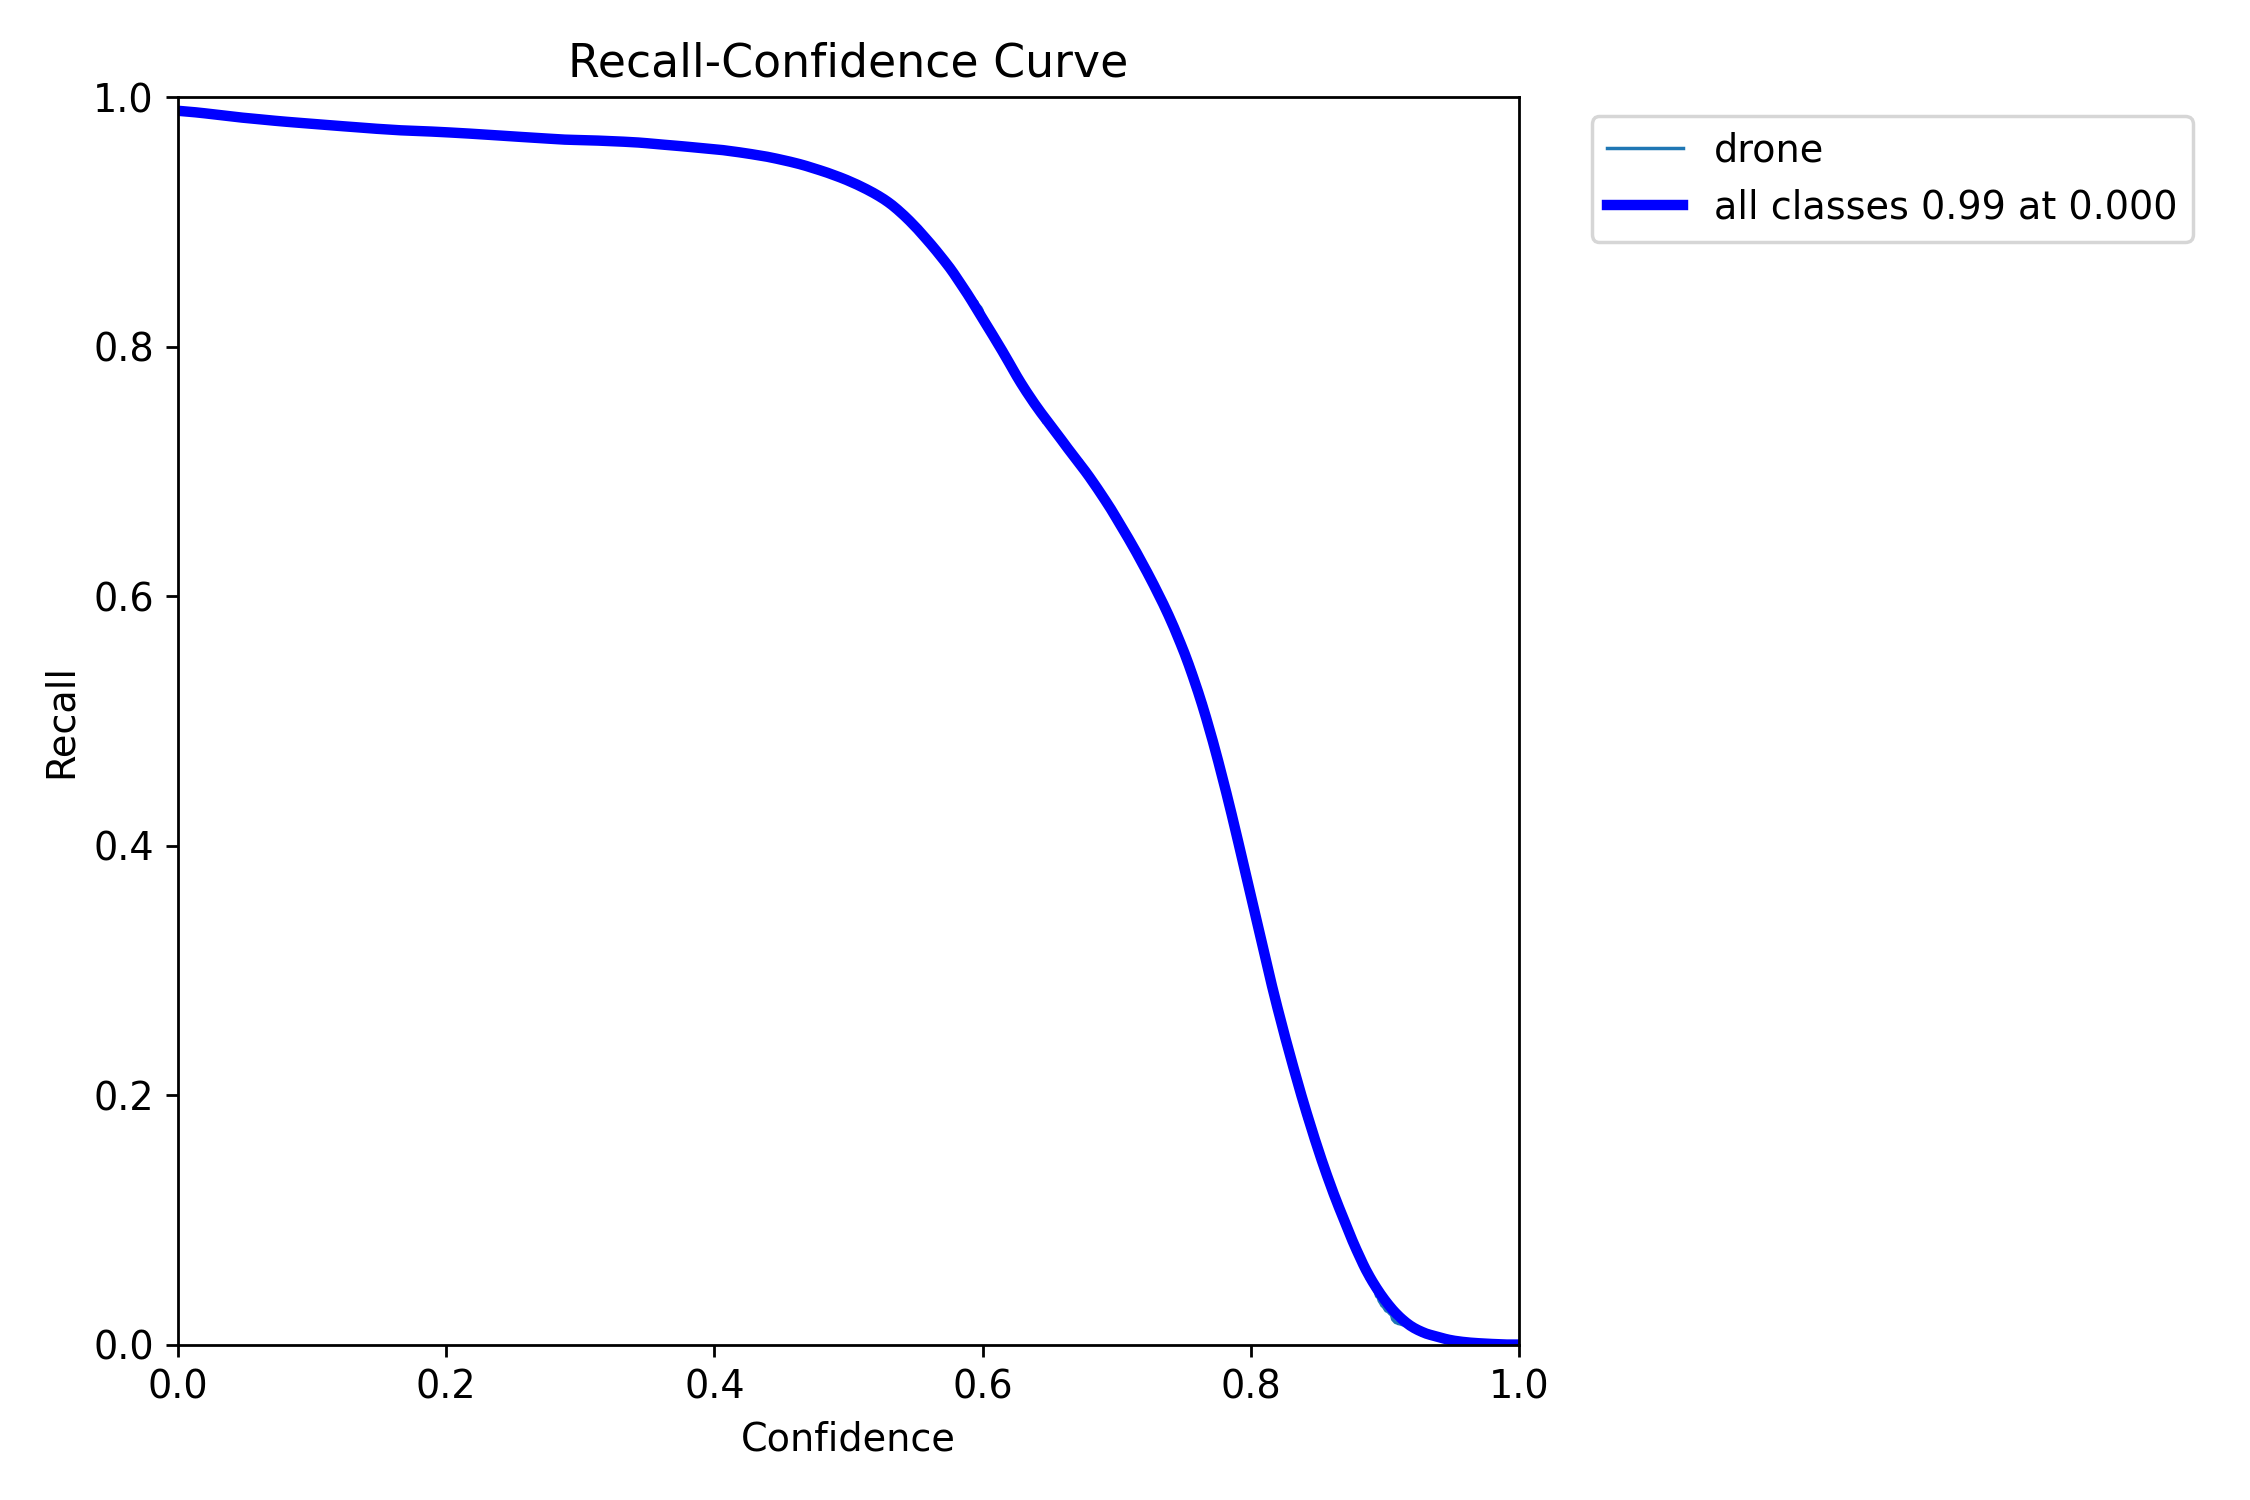 Recall-Confidence Curve
1.0
0.8
0.6
0.4
0.2
0.0
Recall
0.0 0.2 0.4 0.6 0.8 1.0
Confidence
drone
all classes 0.99 at 0.000